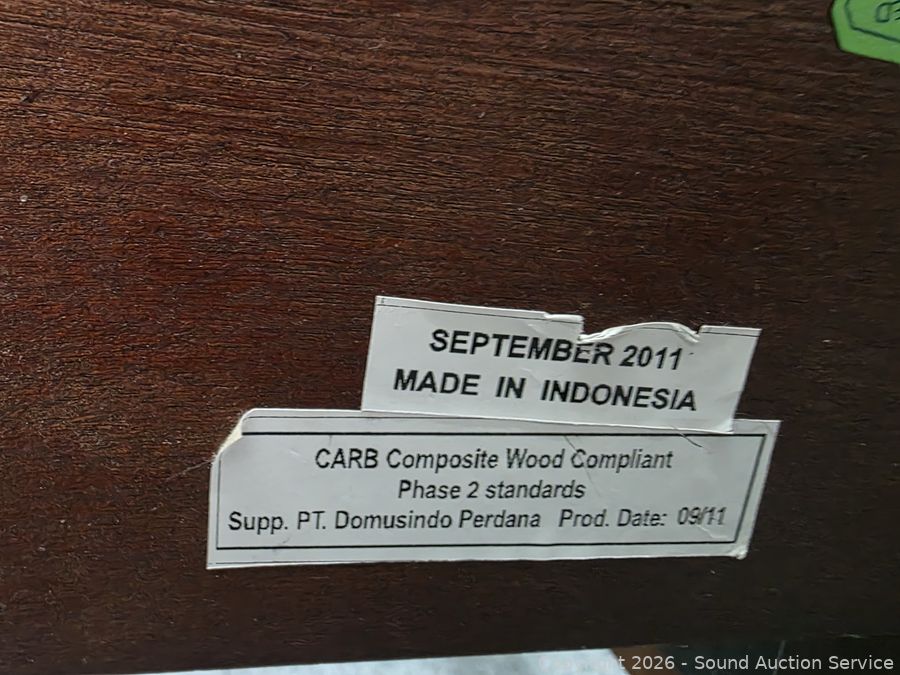 SEPTEMBER 2011
MADE IN INDONESIA
CARB Composite Wood Compliant
Phase 2 standards
Supp. PT. Domusindo Perdana Prod. Date: 09/11
Copyright 2026 - Sound Auction Service